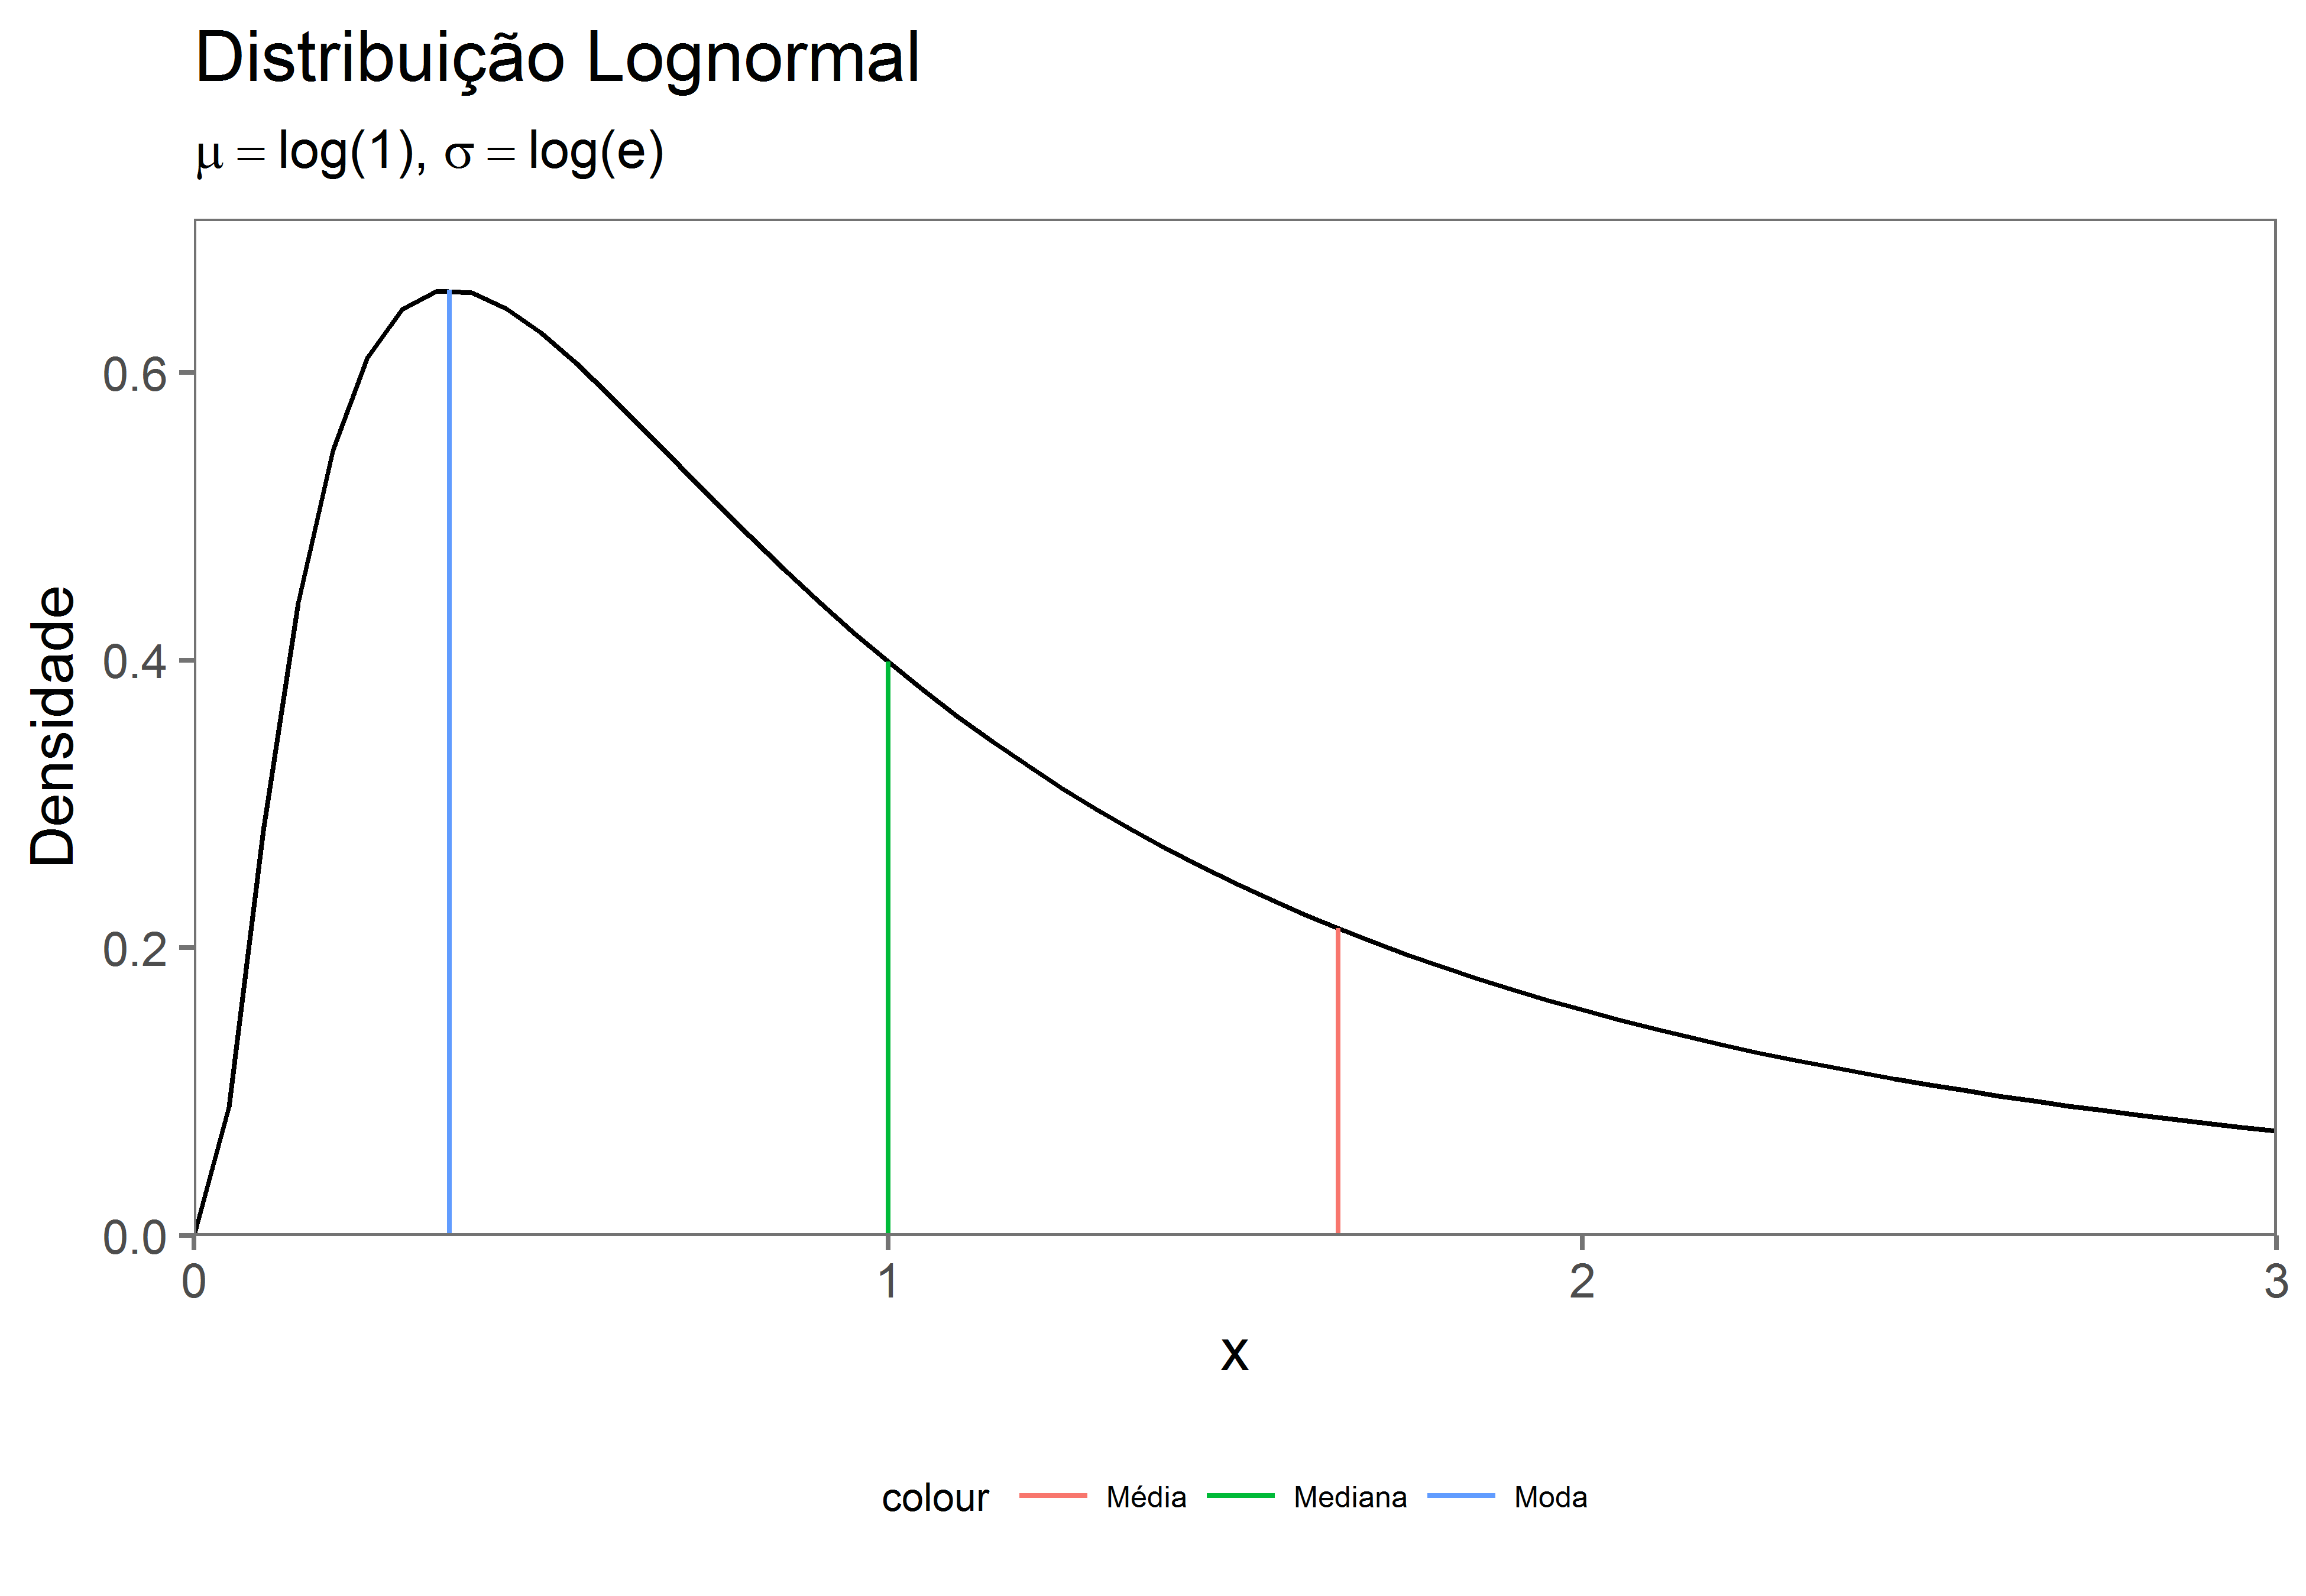 Distribuição Lognormal
μ = log(1), σ = log(e)
Densidade
0.6
0.4
0.2
0.0
0 1 2 3
x
colour Média Mediana Moda